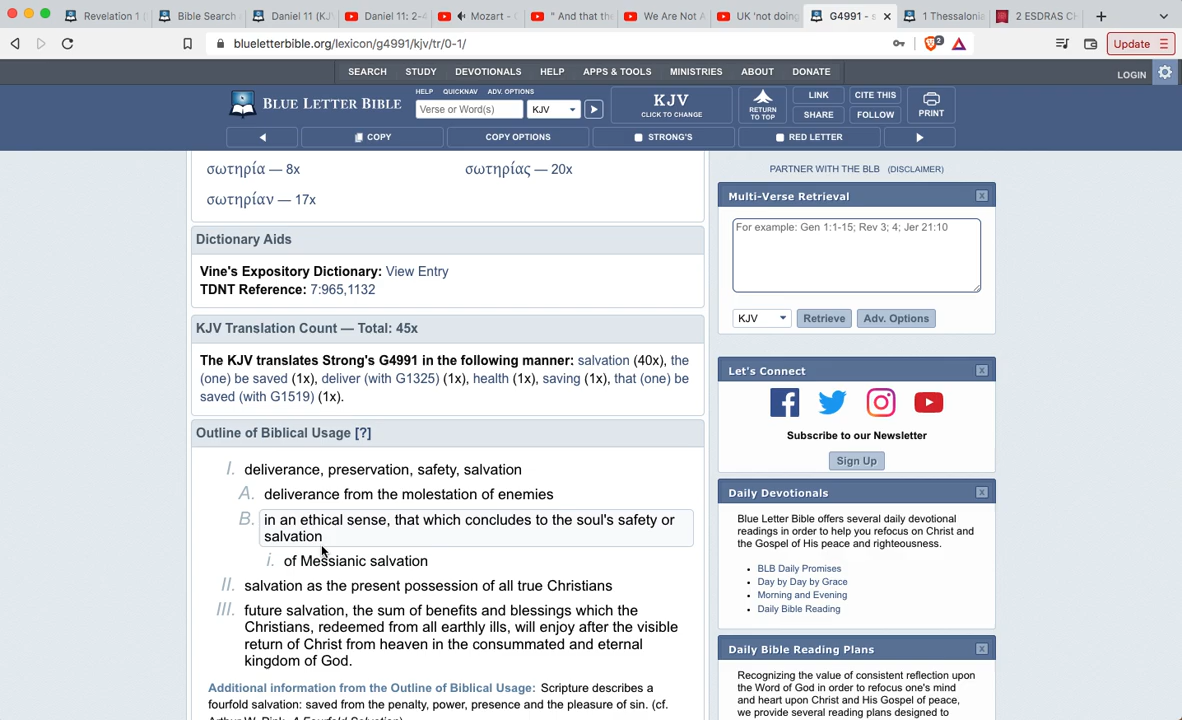 Revelation 1
Bible Search
Daniel 11 (KJ
Daniel 11; 2-4
Mozart -
" And that the
We Are Not A
UK 'not doing
G4991 - s
1 Thessaloni
2 ESDRAS C
blueletterbible.org/lexicon/g4991/kjv/tr/0-1/
2
Update
SEARCH STUDY DEVOTIONALS HELP APPS & TOOLS MINISTRIES ABOUT DONATE
LOGIN
BLUE LETTER BIBLE
HELP QUICKNAV ADV. OPTIONS
Verse or Word(s)
KJV
KJV
CLICK TO CHANGE
RETURN
TO TOP
LINK
CITE THIS
SHARE
FOLLOW
PRINT
COPY
COPY OPTIONS
STRONG'S
RED LETTER
σωτηρία — 8x
σωτηρίας — 20x
σωτηρίαν — 17x
Dictionary Aids
Vine's Expository Dictionary: View Entry
TDNT Reference: 7:965,1132
KJV Translation Count — Total: 45x
The KJV translates Strong's G4991 in the following manner: salvation (40x), the
(one) be saved (1x), deliver (with G1325) (1x), health (1x), saving (1x), that (one) be
saved (with G1519) (1x).
Outline of Biblical Usage [?]
I. deliverance, preservation, safety, salvation
A. deliverance from the molestation of enemies
B. in an ethical sense, that which concludes to the soul's safety or
salvation
i. of Messianic salvation
II. salvation as the present possession of all true Christians
III. future salvation, the sum of benefits and blessings which the
Christians, redeemed from all earthly ills, will enjoy after the visible
return of Christ from heaven in the consummated and eternal
kingdom of God.
Additional information from the Outline of Biblical Usage: Scripture describes a
fourfold salvation: saved from the penalty, power, presence and the pleasure of sin. (cf.
Arthur W. Pink, A Fourfold Salvation)
PARTNER WITH THE BLB (DISCLAIMER)
Multi-Verse Retrieval
For example: Gen 1:1-15; Rev 3; 4; Jer 21:10
KJV
Retrieve
Adv. Options
Let's Connect
Subscribe to our Newsletter
Sign Up
Daily Devotionals
Blue Letter Bible offers several daily devotional
readings in order to help you refocus on Christ and
the Gospel of His peace and righteousness.
• BLB Daily Promises
• Day by Day by Grace
• Morning and Evening
• Daily Bible Reading
Daily Bible Reading Plans
Recognizing the value of consistent reflection upon
the Word of God in order to refocus one's mind
and heart upon Christ and His Gospel of peace,
we provide several reading plans designed to